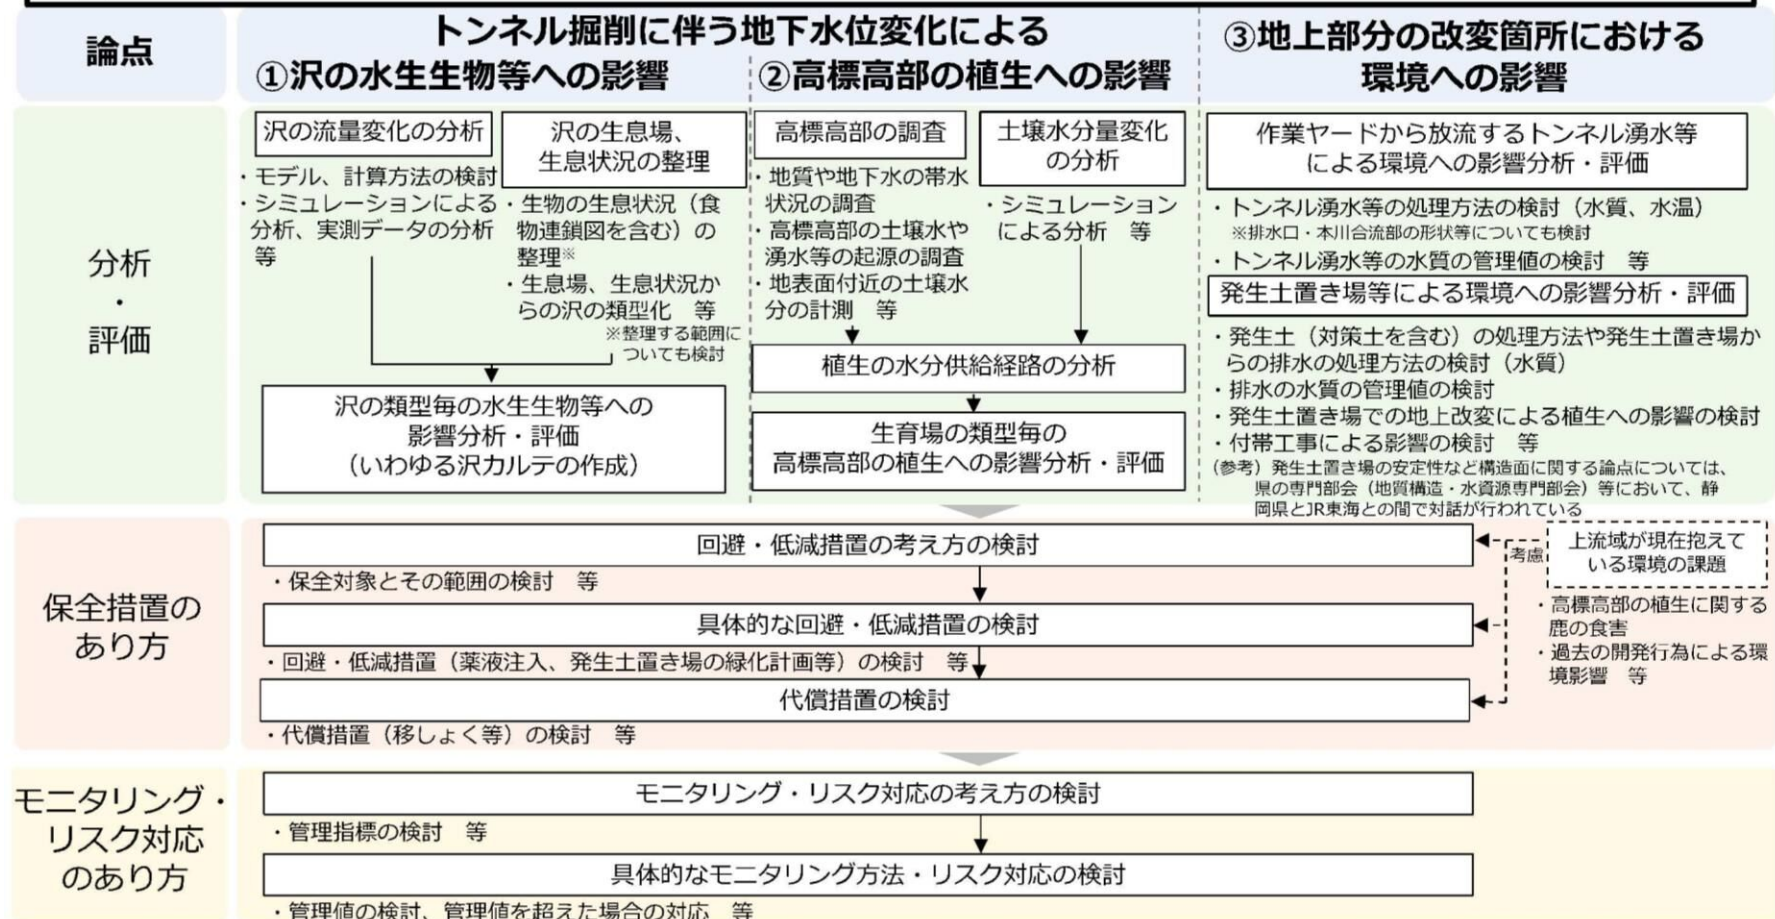 論点
トンネル掘削に伴う地下水位変化による
①沢の水生生物等への影響
②高標高部の植生への影響
③地上部分の改変箇所における
環境への影響
分析
・
評価
沢の流量変化の分析
・モデル、計算方法の検討
・シミュレーションによる
分析、実測データの分析
等
沢の生息場、
生息状況の整理
・生物の生息状況（食
物連鎖図を含む）の
整理※
・生息場、生息状況か
らの沢の類型化　等
※整理する範囲に
ついても検討
沢の類型毎の水生生物等への
影響分析・評価
（いわゆる沢カルテの作成）
高標高部の調査
・地質や地下水の帯水
状況の調査
・高標高部の土壌水や
湧水等の起源の調査
・地表面付近の土壌水
分の計測　等
土壌水分量変化
の分析
・シミュレーション
による分析　等
植生の水分供給経路の分析
生育場の類型毎の
高標高部の植生への影響分析・評価
作業ヤードから放流するトンネル湧水等
による環境への影響分析・評価
・トンネル湧水等の処理方法の検討（水質、水温）
※排水口・本川合流部の形状等についても検討
・トンネル湧水等の水質の管理値の検討　等
発生土置き場等による環境への影響分析・評価
・発生土（対策土を含む）の処理方法や発生土置き場か
らの排水の処理方法の検討（水質）
・排水の水質の管理値の検討
・発生土置き場での地上改変による植生への影響の検討
・付帯工事による影響の検討　等
（参考）発生土置き場の安定性など構造面に関する論点については、
県の専門部会（地質構造・水資源専門部会）等において、静
岡県とJR東海との間で対話が行われている
保全措置の
あり方
回避・低減措置の考え方の検討
・保全対象とその範囲の検討　等
具体的な回避・低減措置の検討
・回避・低減措置（薬液注入、発生土置き場の緑化計画等）の検討　等
代償措置の検討
・代償措置（移しょく等）の検討　等
考慮
上流域が現在抱えて
いる環境の課題
・高標高部の植生に関する
鹿の食害
・過去の開発行為による環
境影響　等
モニタリング・
リスク対応
のあり方
モニタリング・リスク対応の考え方の検討
・管理指標の検討　等
具体的なモニタリング方法・リスク対応の検討
・管理値の検討、管理値を超えた場合の対応　等